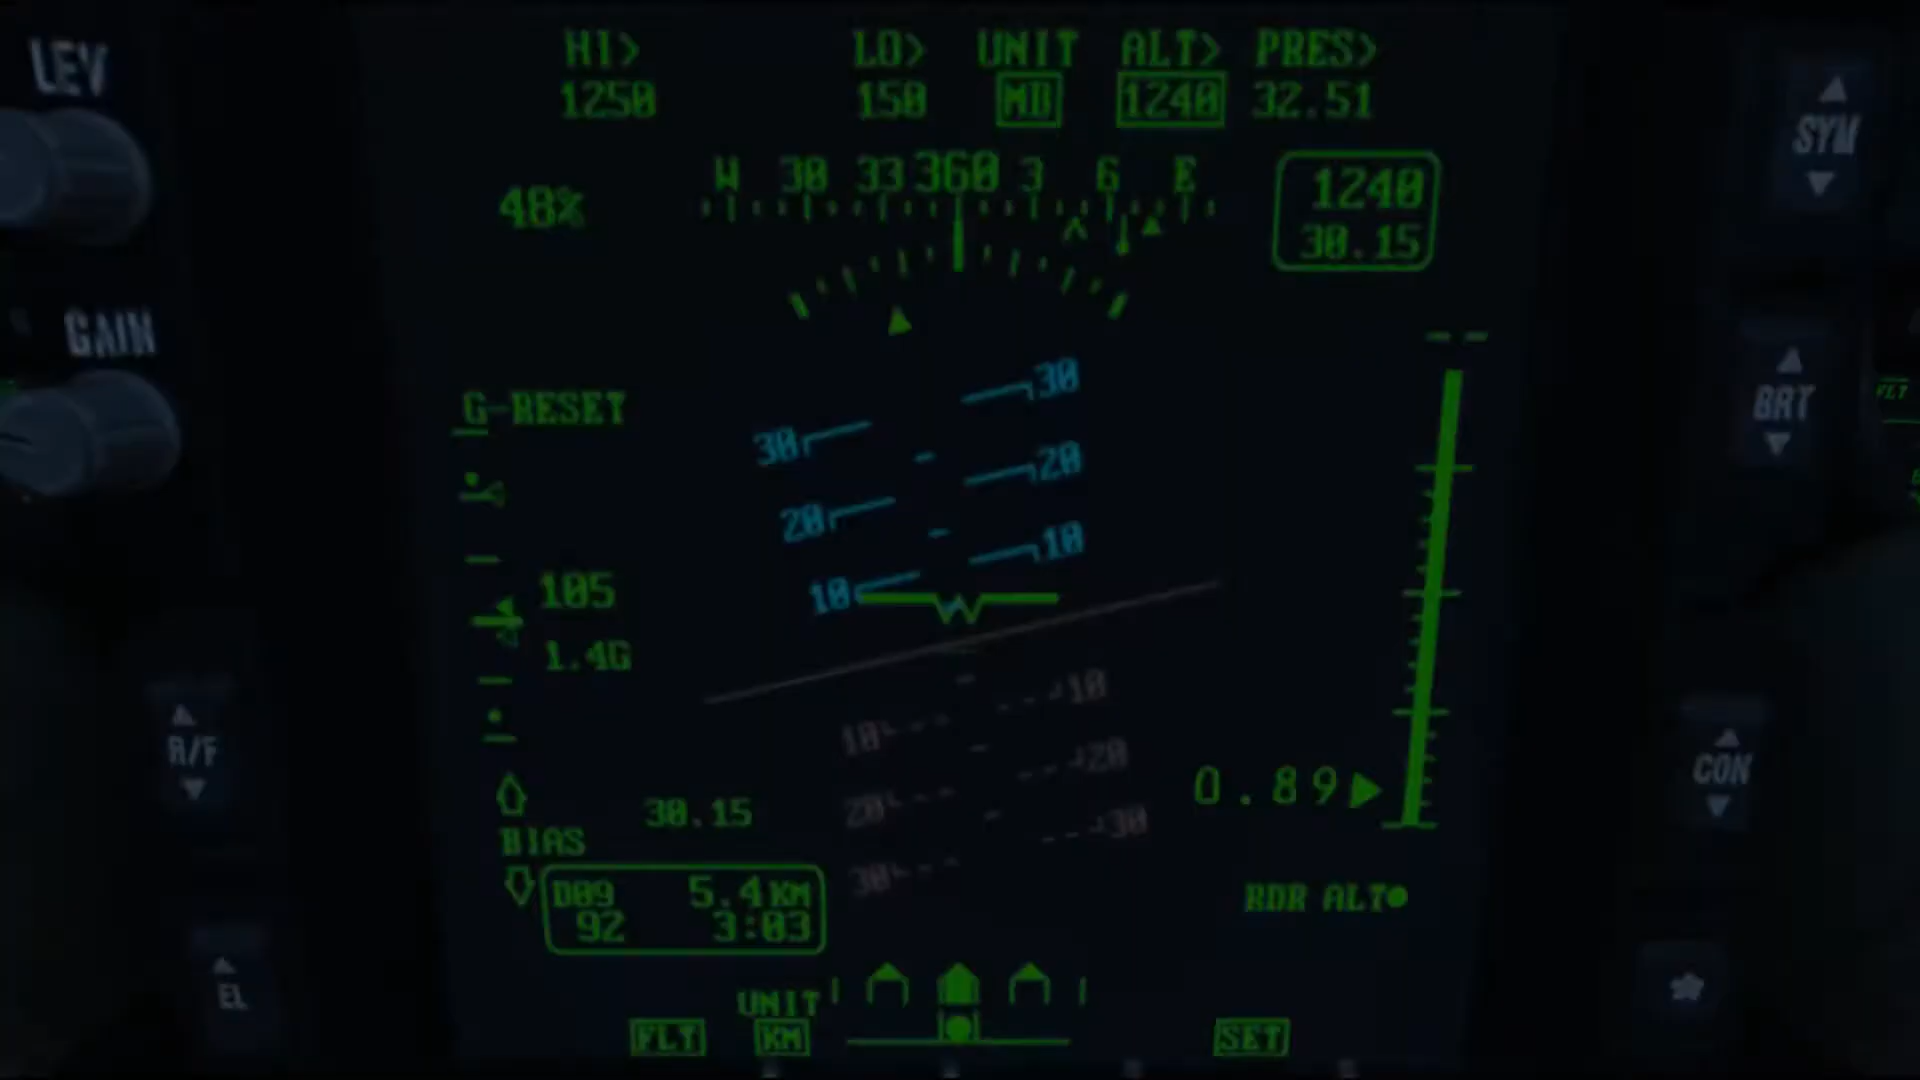 LEV
HI> LO> UNIT ALT> PRES>
1250 150 MB 1240 32.51
SYM
W 30 33 360 3 6 E
48%
1240
30.15
GAIN
30
30
BRT
G-RESET
20
20
10
10
105
1.4G
10
10
R/F
20
20
CON
0.89
30.15
30
BIAS
30
D09 5.4KM
92 3:03
RDR ALT
EL
UNIT
FLY KM SET